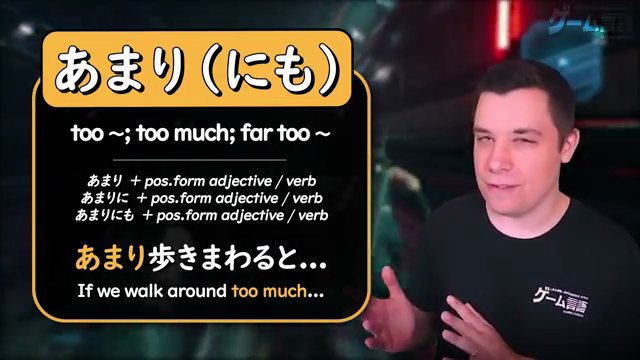 あまり（にも）
too ~; too much; far too ~
あまり + pos.form adjective / verb
あまりに + pos.form adjective / verb
あまりにも + pos.form adjective / verb
あまり歩きまわると...
If we walk around too much...
ゲーム言語
ゲーム言語